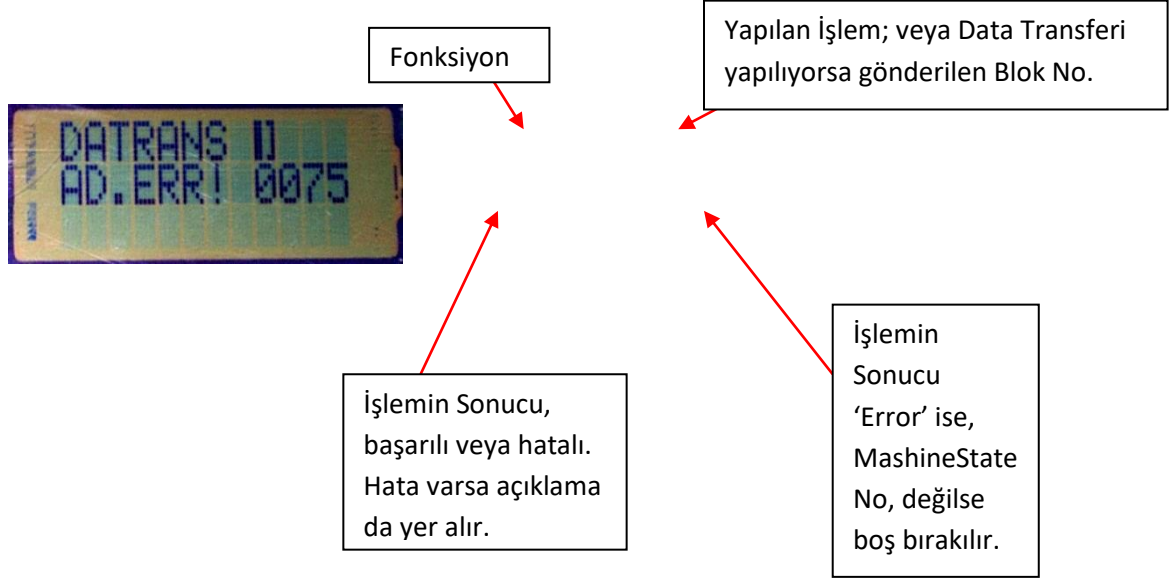 Fonksiyon
Yapılan İşlem; veya Data Transferi
yapılıyorsa gönderilen Blok No.
DATRANS
AD.ERR! 0075
İşlemin Sonucu,
başarılı veya hatalı.
Hata varsa açıklama
da yer alır.
İşlemin
Sonucu
‘Error’ ise,
MashineState
No, değilse
boş bırakılır.